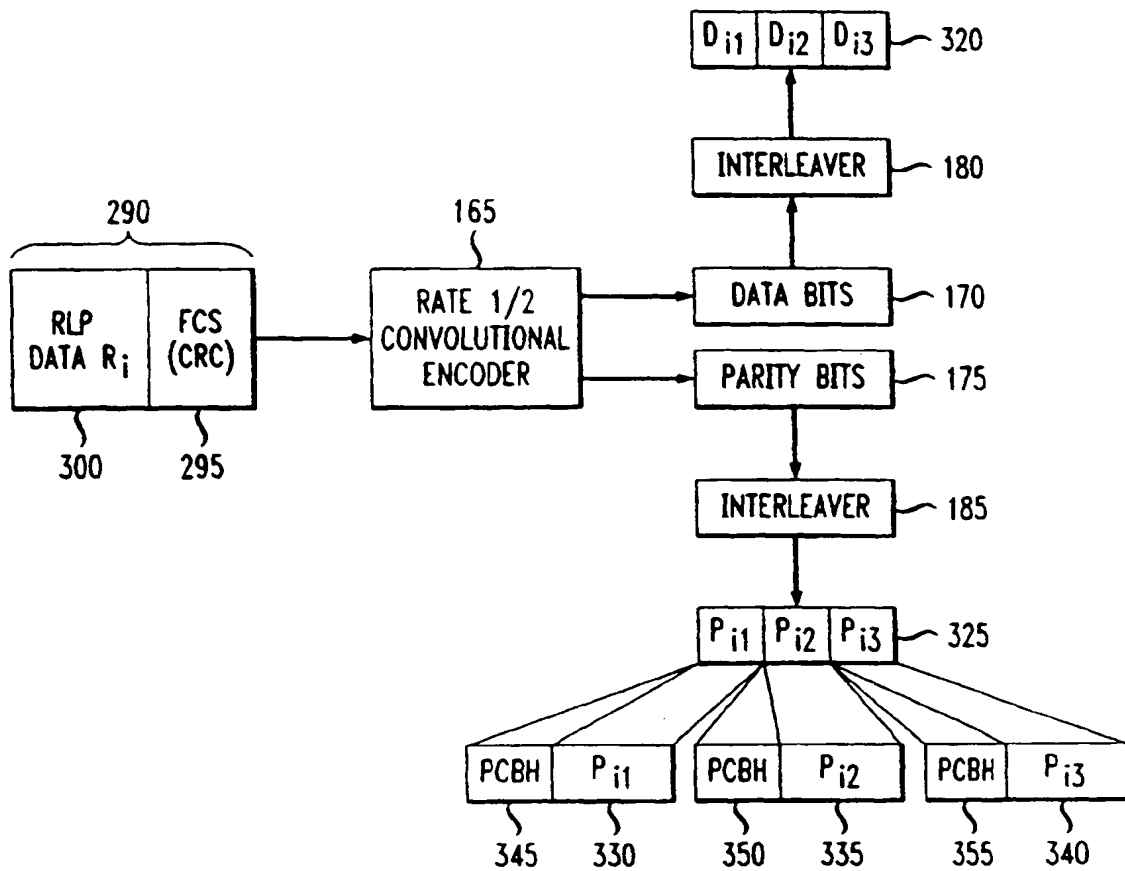 D i1 D i2 D i3 320
INTERLEAVER 180
290
165
RLP DATA R i
FCS (CRC)
RATE 1/2
CONVOLUTIONAL
ENCODER
DATA BITS 170
PARITY BITS 175
300 295
INTERLEAVER 185
P i1 P i2 P i3 325
PCBH P i1 PCBH P i2 PCBH P i3
345 330 350 335 355 340